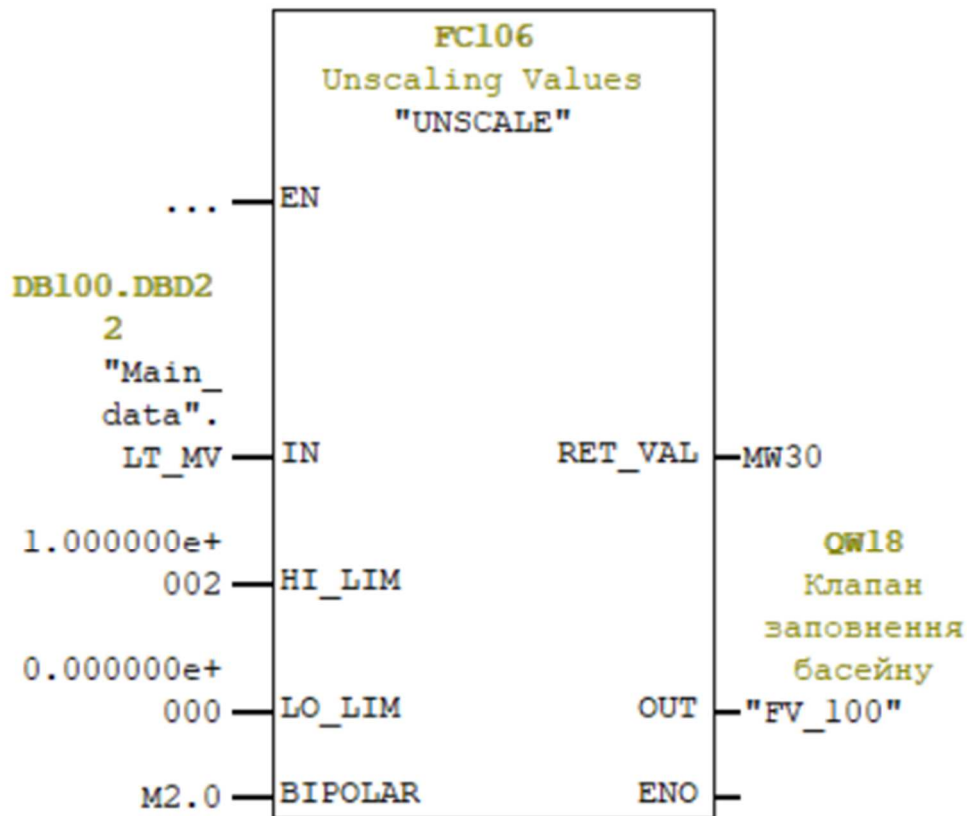 FC106
Unscaling Values
"UNSCALE"
... EN
DB100.DBD2
2
"Main_
data".
LT_MV IN RET_VAL MW30
1.000000e+
002 HI_LIM
QW18
Клапан
заповнення
басейну
0.000000e+
000 LO_LIM OUT "FV_100"
M2.0 BIPOLAR ENO